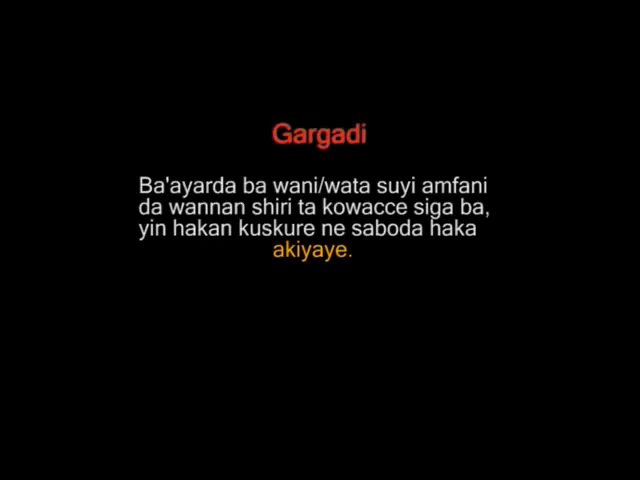 Gargadi
Ba'ayarda ba wani/wata suyi amfani
da wannan shiri ta kowacce siga ba,
yin hakan kuskure ne saboda haka
akiyaye.